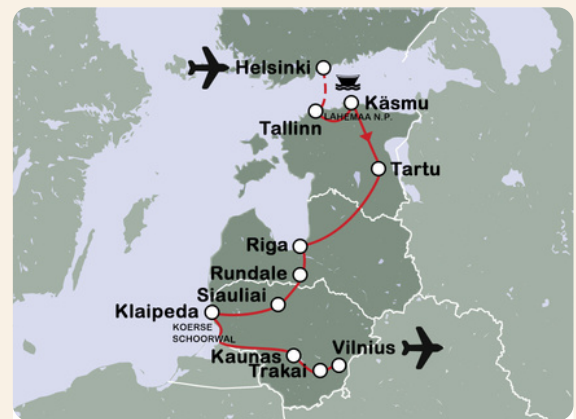 Helsinki
Käsmu
LAHEMAA N.P.
Tallinn
Tartu
Riga
Rundale
Siauliai
Klaipeda
KOERSE
SCHOORWAL
Kaunas
Vilnius
Trakai